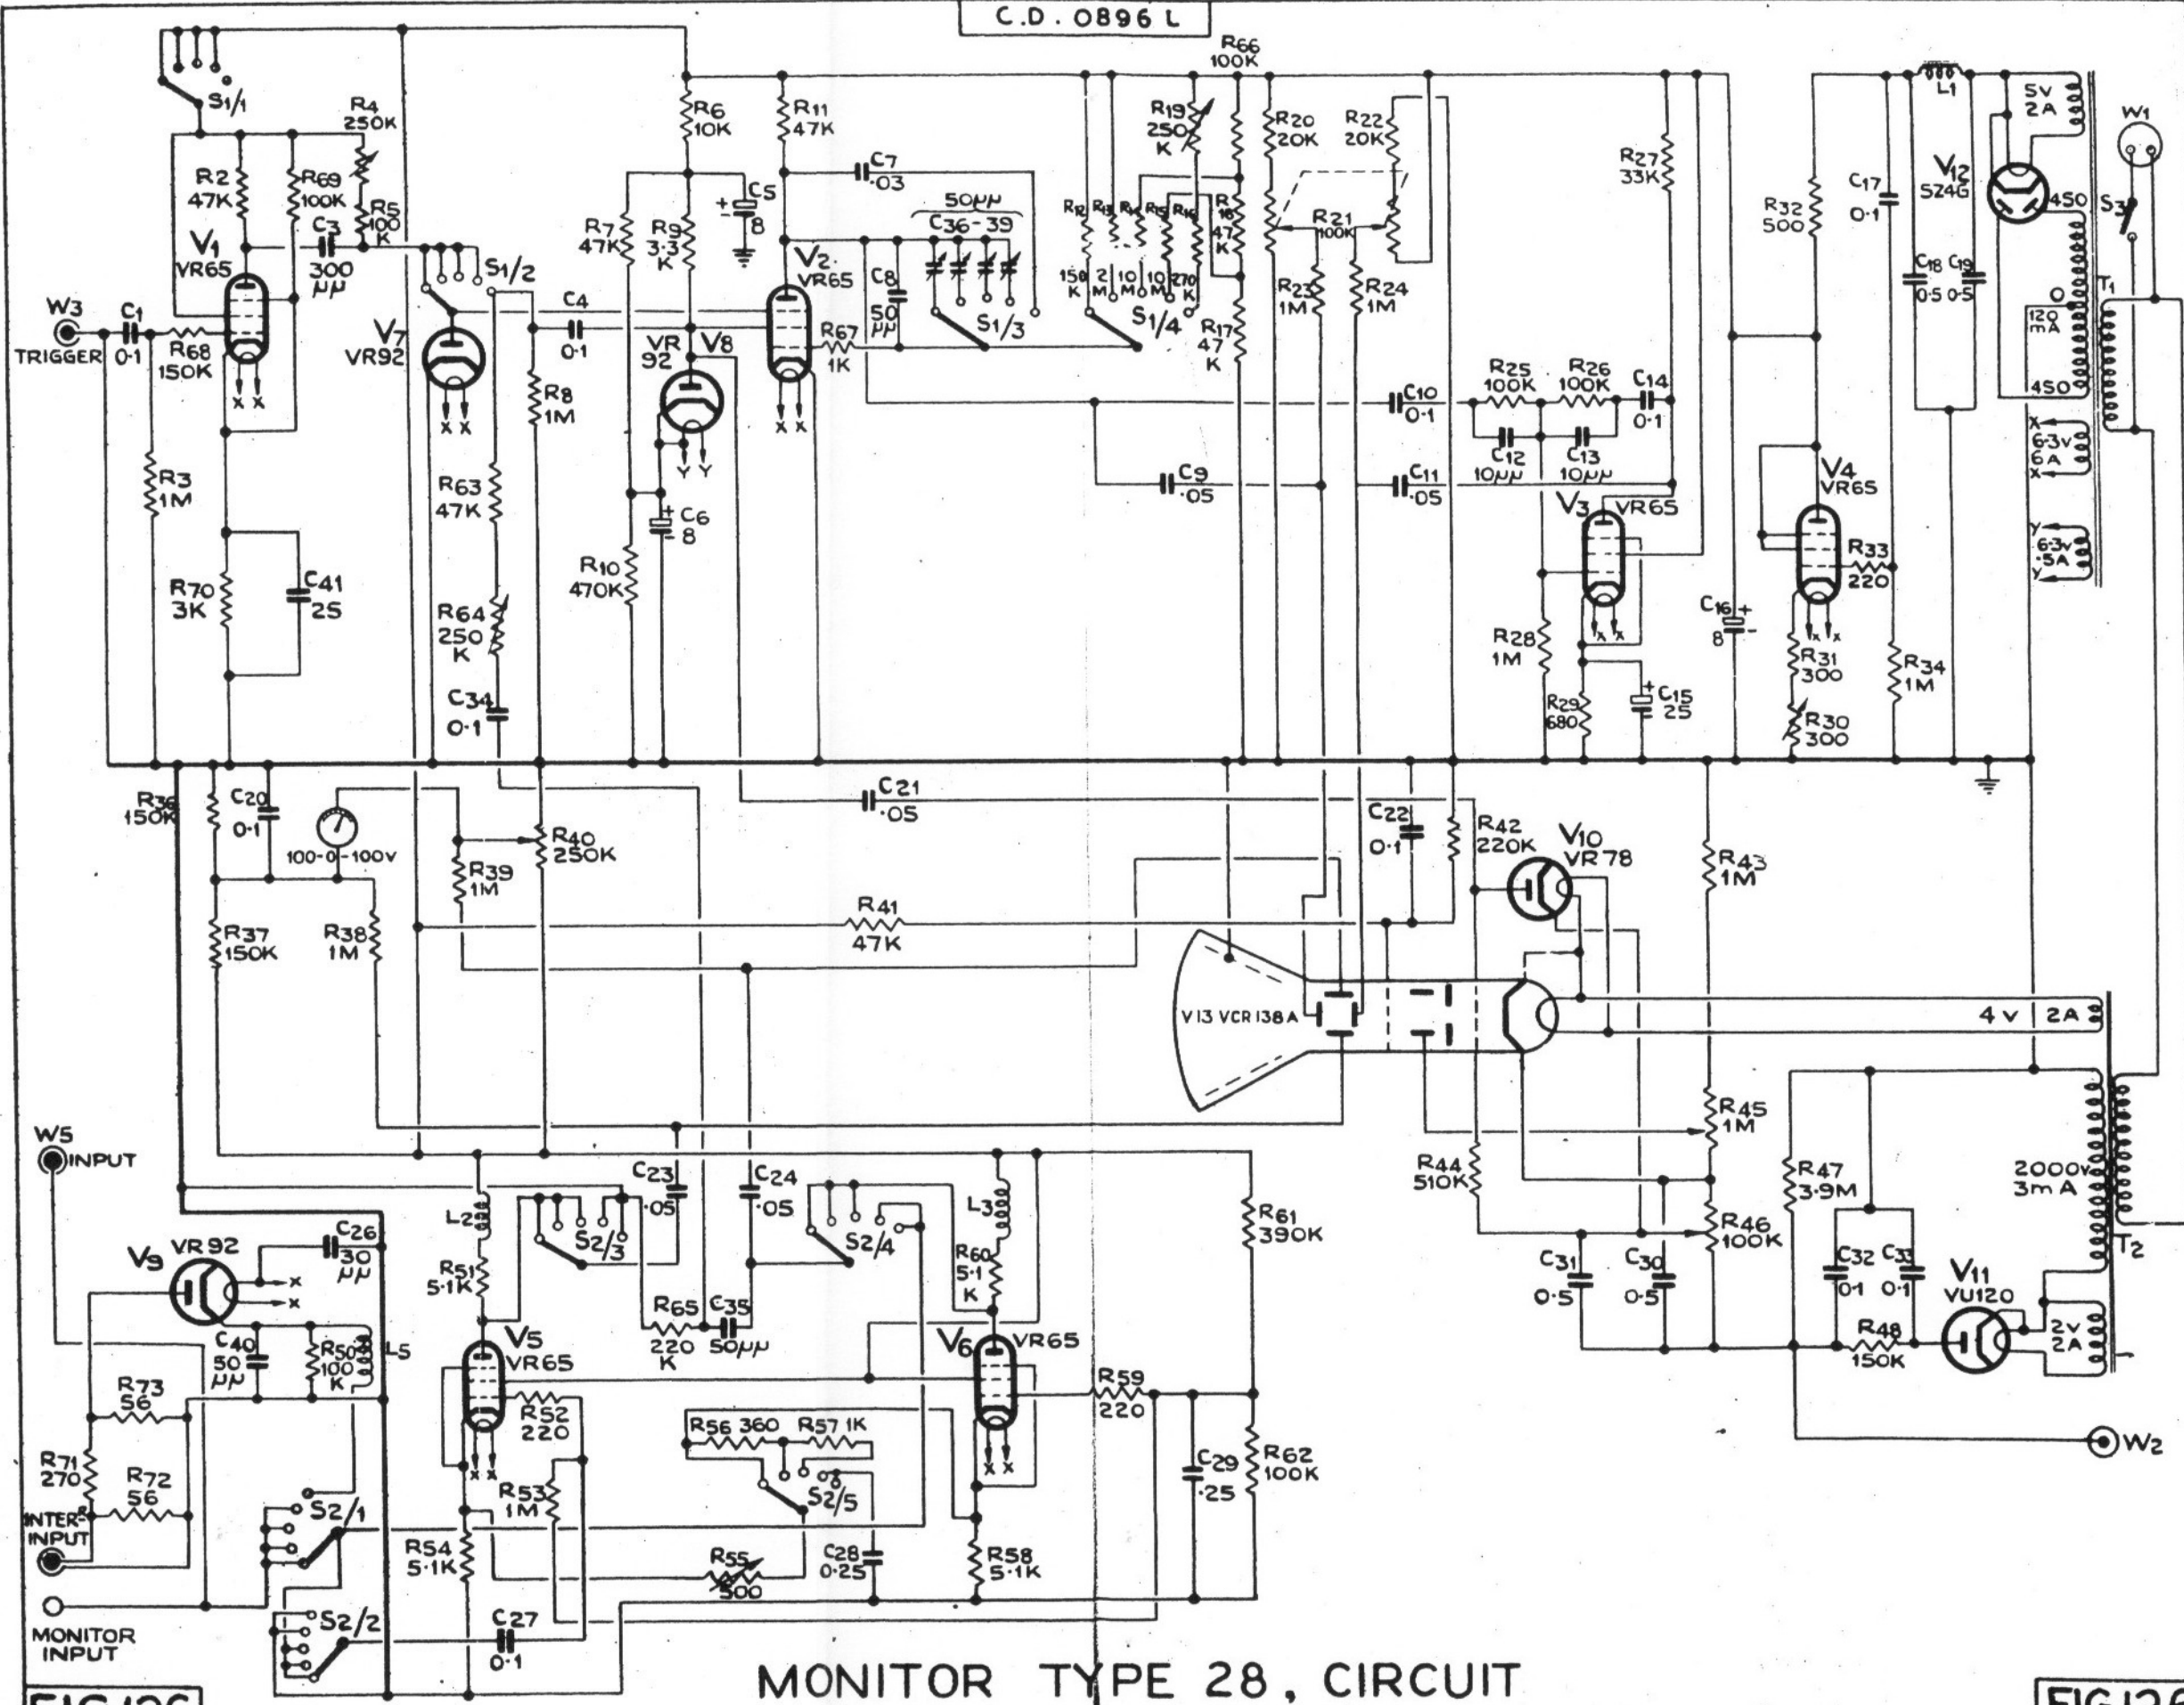 C.D. 0896 L
S1/1
R4
250K
R2
47K
R69
100K
R5
100
K
C3
300
µµ
V1
VR65
W3
TRIGGER
C1
0·1
R68
150K
X X
R3
1M
R70
3K
C41
25
S1/2
V7
VR92
X X
C4
0·1
R8
1M
R63
47K
R64
250
K
C34
0·1
R6
10K
R7
47K
R9
3·3
K
C5
8
VR
92
V8
Y Y
C6
8
R10
470K
R11
47K
C7
·03
50µµ
C36-39
V2
VR65
C8
50
µµ
R67
1K
X X
S1/3
R66
100K
R19
250
K
R12
R13
R14
R15
R16
150
K
2
M
10
M
10
M
270
K
S1/4
R18
47
K
R17
47
K
R20
20K
R22
20K
R21
100K
R23
1M
R24
1M
C10
0·1
C9
·05
C11
·05
R25
100K
R26
100K
C14
0·1
C12
10µµ
C13
10µµ
R27
33K
V3
VR65
X X
R28
1M
R29
680
C15
25
C16
8
R32
500
C17
0·1
V4
VR65
R33
220
X X
R31
300
R30
300
R34
1M
L1
C18
0·5
C19
0·5
5V
2A
V12
5Z4G
450
0
120
mA
450
X
6·3v
6A
X
Y
6·3v
·5A
Y
T1
W1
S3
R36
150K
C20
0·1
100-0-100V
R39
1M
R40
250K
R37
150K
R38
1M
C21
·05
R41
47K
C22
0·1
R42
220K
V10
VR78
R43
1M
V13 VCR138A
4 V 2A
R45
1M
R44
510K
R46
100K
R47
3·9M
2000v
3mA
T2
C31
0·5
C30
0·5
C32
0·1
C33
0·1
V11
VU120
R48
150K
2v
2A
W2
W5
INPUT
V9
VR92
C26
30
µµ
X
X
C40
50
µµ
R50
100
K
L5
R73
56
R71
270
R72
56
INPUT
MONITOR
INPUT
S2/1
S2/2
C27
0·1
L2
R51
5·1K
S2/3
C23
·05
C24
·05
R65
220
K
C35
50µµ
S2/4
L3
R60
5·1
K
V5
VR65
R52
220
X X
R53
1M
R54
5·1K
R56 360
R57 1K
S2/5
R55
500
C28
0·25
V6
VR65
X X
R58
5·1K
R59
220
C29
·25
R61
390K
R62
100K
MONITOR TYPE 28, CIRCUIT